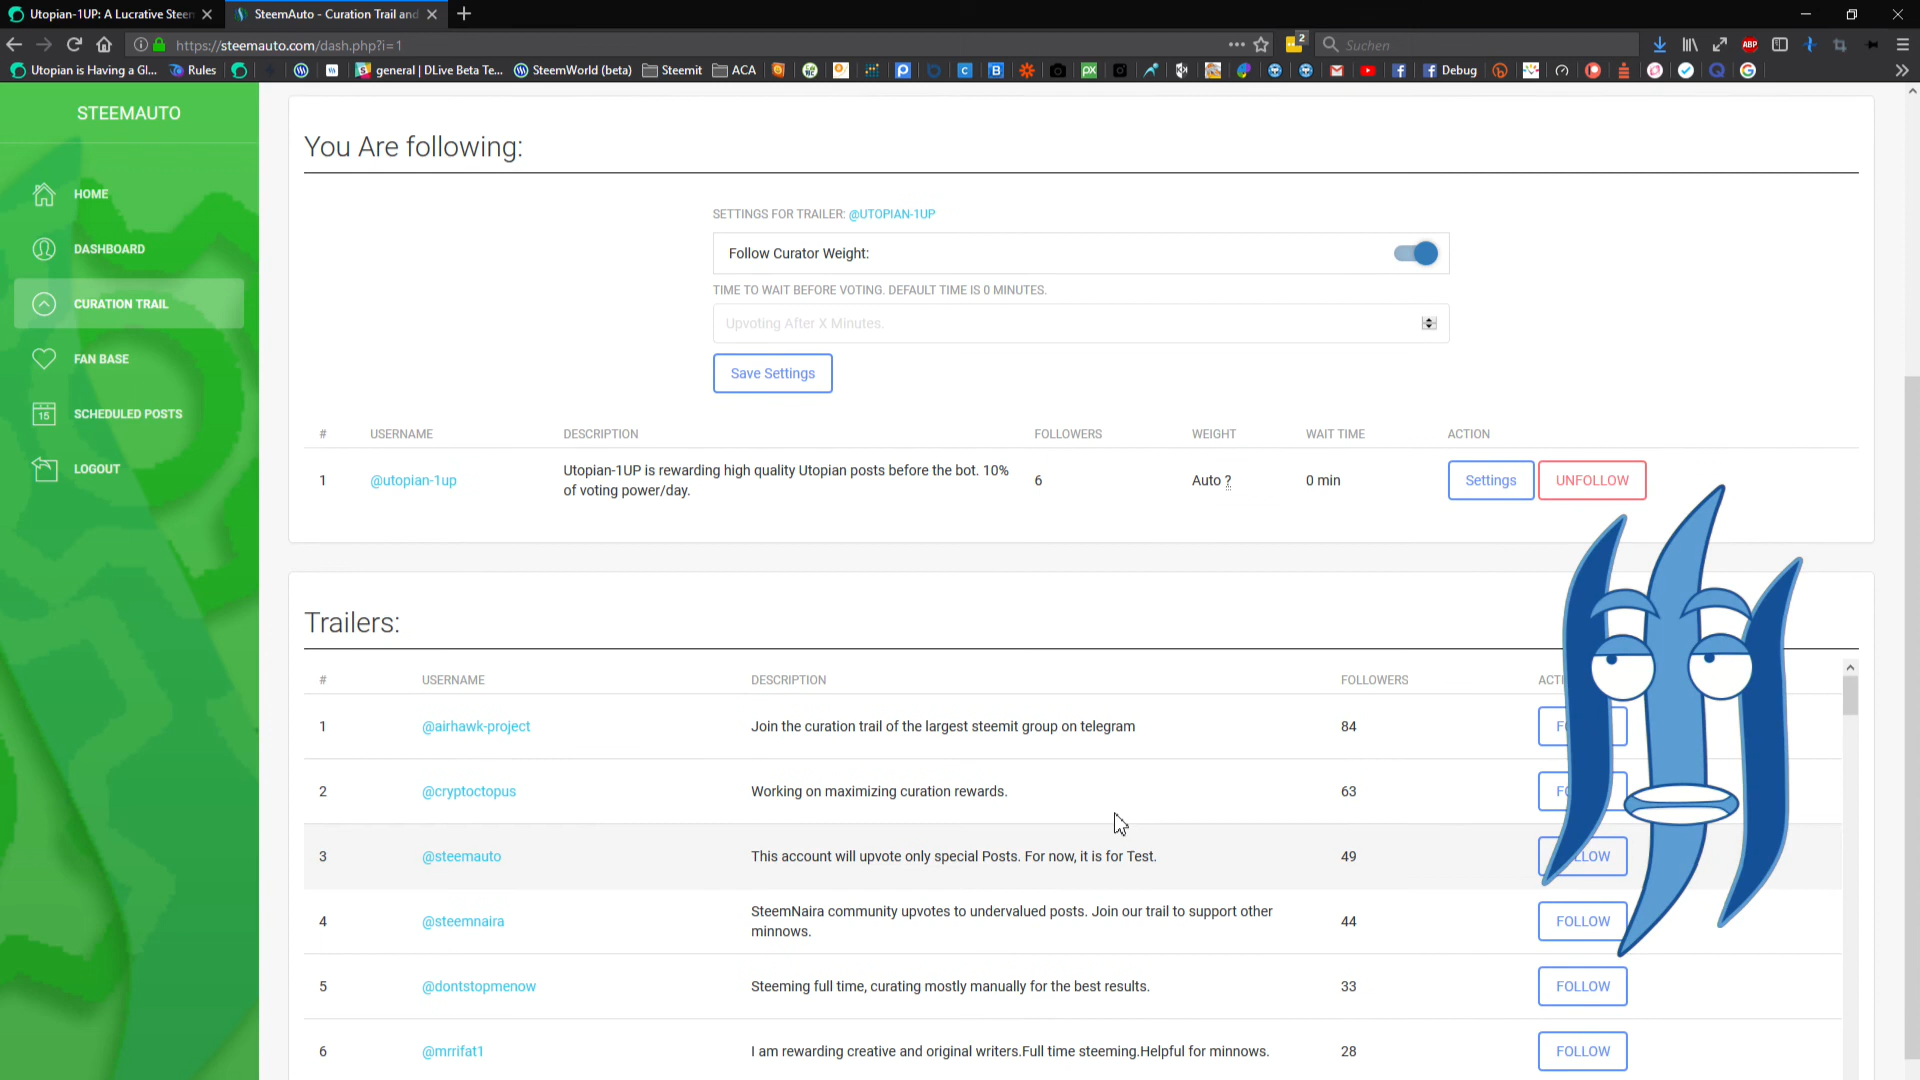 Utopian-1UP: A Lucrative Steem
SteemAuto - Curation Trail and
https://steemauto.com/dash.php?i=1
2
Suchen
ABP
Utopian is Having a Gl...
Rules
general | DLive Beta Te...
SteemWorld (beta)
Steemit
ACA
Debug
STEEMAUTO
HOME
DASHBOARD
CURATION TRAIL
FAN BASE
15
SCHEDULED POSTS
LOGOUT
You Are following:
SETTINGS FOR TRAILER: @UTOPIAN-1UP
Follow Curator Weight:
TIME TO WAIT BEFORE VOTING. DEFAULT TIME IS 0 MINUTES.
Upvoting After X Minutes.
Save Settings
# USERNAME DESCRIPTION FOLLOWERS WEIGHT WAIT TIME ACTION
1 @utopian-1up Utopian-1UP is rewarding high quality Utopian posts before the bot. 10% 6 Auto ? 0 min Settings UNFOLLOW
of voting power/day.
Trailers:
# USERNAME DESCRIPTION FOLLOWERS
1 @airhawk-project Join the curation trail of the largest steemit group on telegram 84
2 @cryptoctopus Working on maximizing curation rewards. 63
3 @steemauto This account will upvote only special Posts. For now, it is for Test. 49
4 @steemnaira SteemNaira community upvotes to undervalued posts. Join our trail to support other 44 FOLLOW
minnows.
5 @dontstopmenow Steeming full time, curating mostly manually for the best results. 33 FOLLOW
6 @mrrifat1 I am rewarding creative and original writers.Full time steeming.Helpful for minnows. 28 FOLLOW